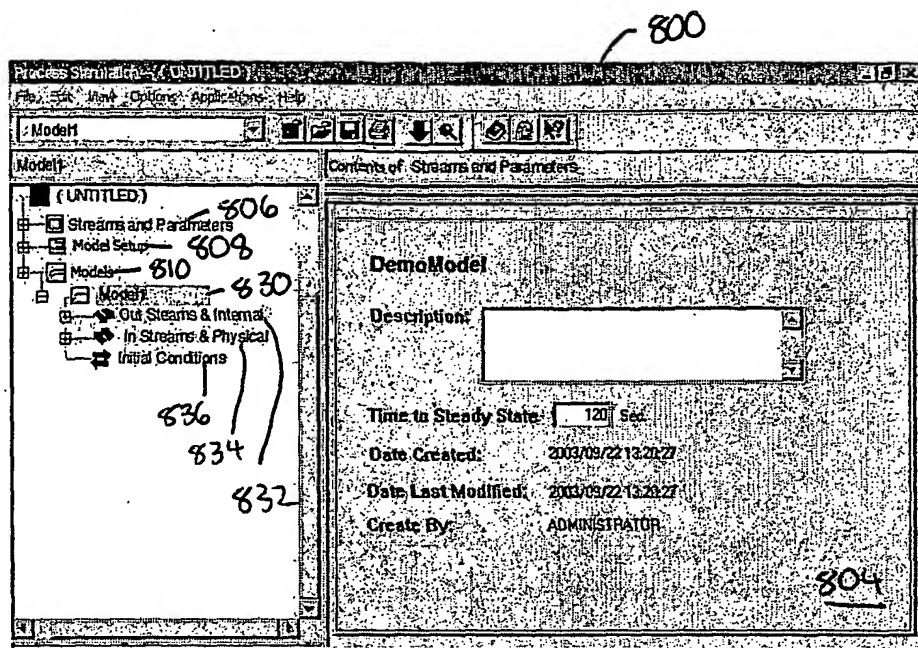 800
Process Simulation - ( UNTITLED )
File Edit View Options Applications Help
: Model1
Model1
Contents of Streams and Parameters
( UNTITLED )
Streams and Parameters 806
Model Setup 808
Models 810
Model1 830
Out Steams & Internal
In Streams & Physical
Initial Conditions
836
834
832
DemoModel
Description:
Time to Steady State 120 Sec
Date Created: 2003/09/22 13:20:27
Date Last Modified: 2003/09/22 13:20:27
Create By: ADMINISTRATOR
804